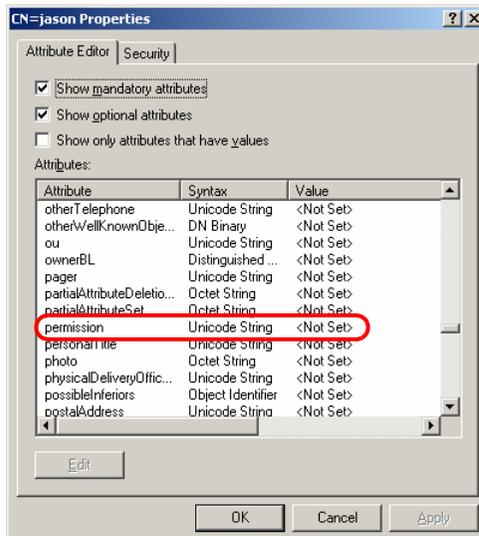 CN=jason Properties
Attribute Editor Security
Show mandatory attributes
Show optional attributes
Show only attributes that have values
Attributes:
Attribute Syntax Value
otherTelephone Unicode String <Not Set>
otherWellKnownObje... DN Binary <Not Set>
ou Unicode String <Not Set>
ownerBL Distinguished ... <Not Set>
pager Unicode String <Not Set>
partialAttributeDeletio... Octet String <Not Set>
partialAttributeSet Octet String <Not Set>
permission Unicode String <Not Set>
personalTitle Unicode String <Not Set>
photo Octet String <Not Set>
physicalDeliveryOffic... Unicode String <Not Set>
possibleInferiors Object Identifier <Not Set>
postalAddress Unicode String <Not Set>
Edit
OK Cancel Apply